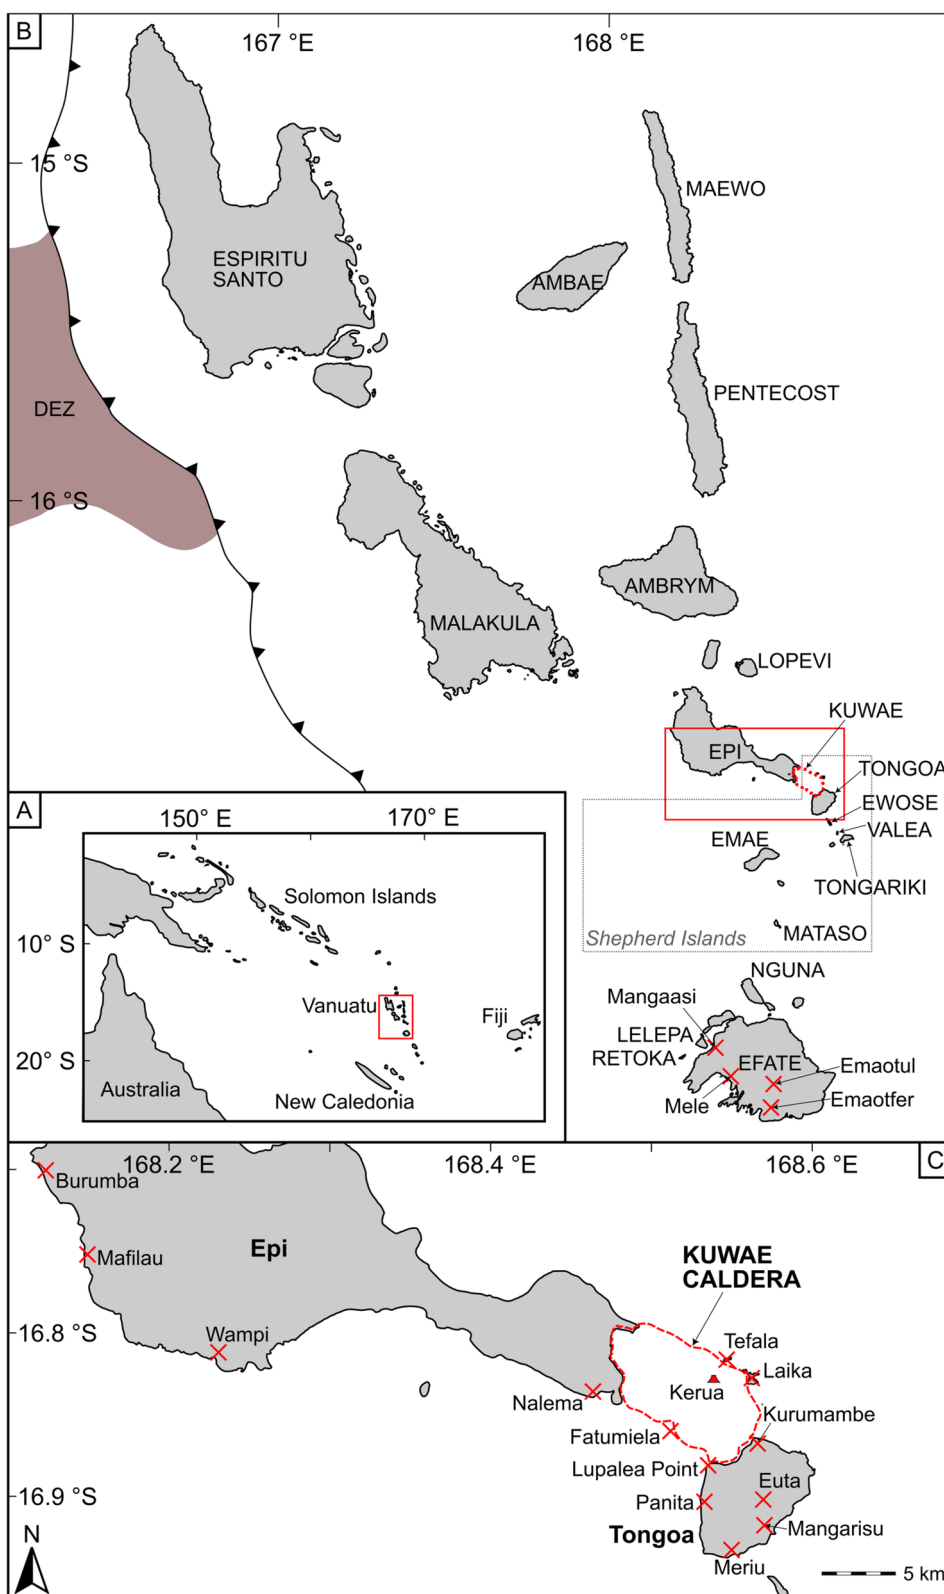 B
167 °E
168 °E
15 °S
MAEWO
ESPIRITU
SANTO
AMBAE
DEZ
PENTECOST
16 °S
AMBRYM
MALAKULA
LOPEVI
KUWAE
EPI
TONGOA
EWOSE
VALEA
EMAE
TONGARIKI
Shepherd Islands
MATASO
NGUNA
Mangaasi
LELEPA
RETOKA
EFATE
Emaotul
Mele
Emaotfer
A
150° E
170° E
Solomon Islands
10° S
Vanuatu
Fiji
20° S
Australia
New Caledonia
168.2 °E
168.4 °E
168.6 °E
C
Burumba
Epi
Mafilau
KUWAE
CALDERA
16.8 °S
Wampi
Tefala
Laika
Kerua
Nalema
Kurumambe
Fatumiela
Lupalea Point
Euta
16.9 °S
Panita
Tongoa
Mangarisu
N
Meriu
5 km